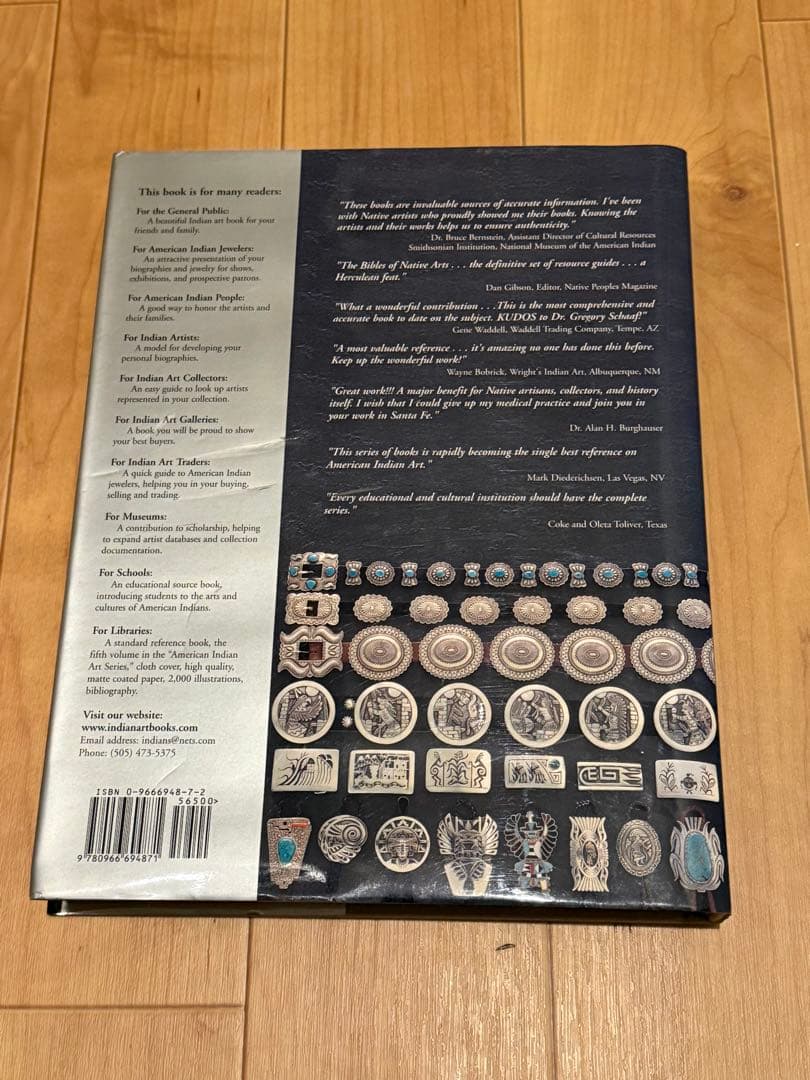 This book is for many readers:
For the General Public:
A beautiful Indian art book for your
friends and family.
For American Indian Jewelers:
An attractive presentation of your
biographies and jewelry for shows,
exhibitions, and prospective patrons.
For American Indian People:
A good way to honor the artists and
their families.
For Indian Artists:
A model for developing your
personal biographies.
For Indian Art Collectors:
An easy guide to look up artists
represented in your collection.
For Indian Art Galleries:
A book you will be proud to show
your best buyers.
For Indian Art Traders:
A quick guide to American Indian
jewelers, helping you in your buying,
selling and trading.
For Museums:
A contribution to scholarship, helping
to expand artist databases and collection
documentation.
For Schools:
An educational source book,
introducing students to the arts and
cultures of American Indians.
For Libraries:
A standard reference book, the
fifth volume in the "American Indian
Art Series," cloth cover, high quality,
matte coated paper, 2,000 illustrations,
bibliography.
Visit our website:
www.indianartbooks.com
Email address: indians@nets.com
Phone: (505) 473-5375
ISBN 0-9666948-7-2
56500>
9 780966 694871
"These books are invaluable sources of accurate information. I've been
with Native artists who proudly showed me their books. Knowing the
artists and their works helps us to ensure authenticity."
Dr. Bruce Bernstein, Assistant Director of Cultural Resources
Smithsonian Institution, National Museum of the American Indian
"The Bibles of Native Arts . . . the definitive set of resource guides . . . a
Herculean feat."
Dan Gibson, Editor, Native Peoples Magazine
"What a wonderful contribution . . .This is the most comprehensive and
accurate book to date on the subject. KUDOS to Dr. Gregory Schaaf!"
Gene Waddell, Waddell Trading Company, Tempe, AZ
"A most valuable reference . . . it's amazing no one has done this before.
Keep up the wonderful work!"
Wayne Bobrick, Wright's Indian Art, Albuquerque, NM
"Great work!!! A major benefit for Native artisans, collectors, and history
itself. I wish that I could give up my medical practice and join you in
your work in Santa Fe."
Dr. Alan H. Burghauser
"This series of books is rapidly becoming the single best reference on
American Indian Art."
Mark Diederichsen, Las Vegas, NV
"Every educational and cultural institution should have the complete
series."
Coke and Oleta Toliver, Texas